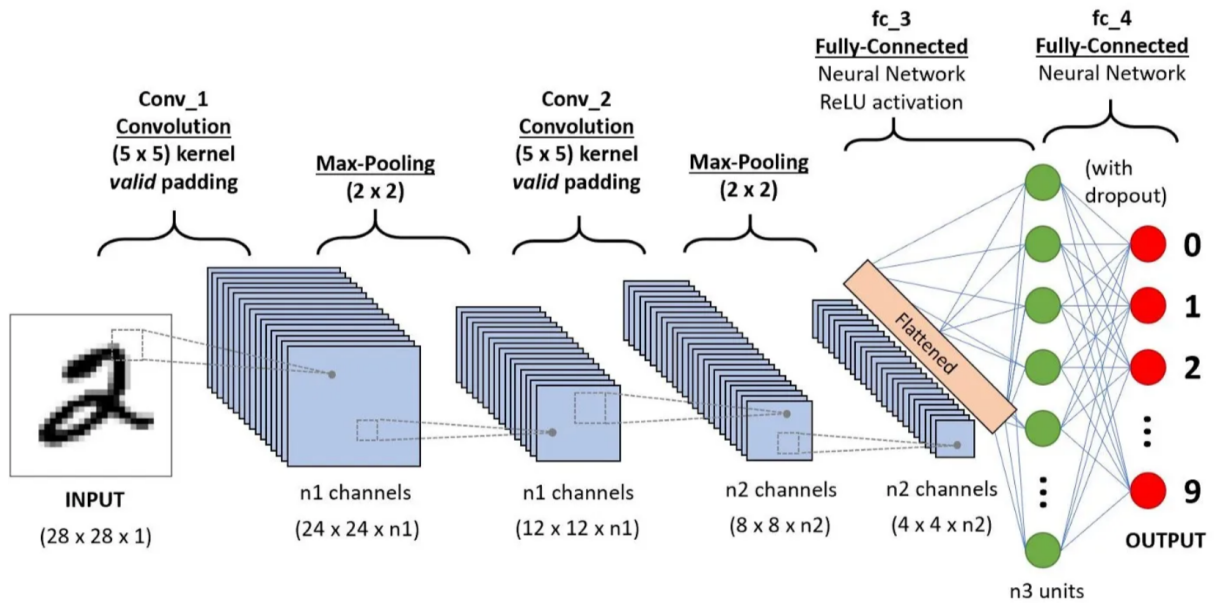 Conv_1
Convolution
(5 x 5) kernel
valid padding
Max-Pooling
(2 x 2)
Conv_2
Convolution
(5 x 5) kernel
valid padding
Max-Pooling
(2 x 2)
fc_3
Fully-Connected
Neural Network
ReLU activation
fc_4
Fully-Connected
Neural Network
(with
dropout)
Flattened
0
1
2
9
OUTPUT
2
INPUT
(28 x 28 x 1)
n1 channels
(24 x 24 x n1)
n1 channels
(12 x 12 x n1)
n2 channels
(8 x 8 x n2)
n2 channels
(4 x 4 x n2)
n3 units